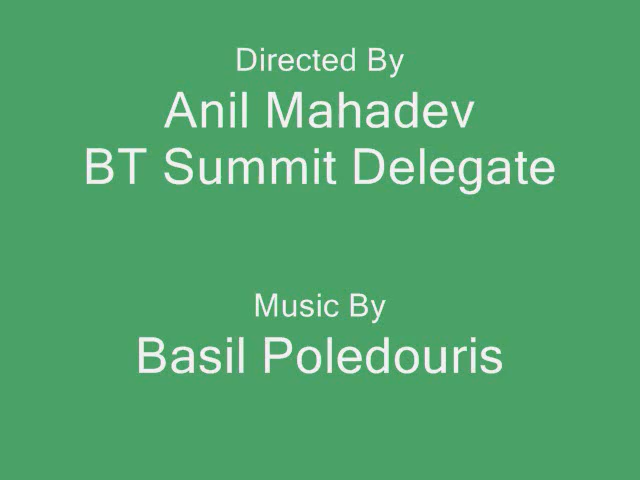 Directed By
Anil Mahadev
BT Summit Delegate
Music By
Basil Poledouris